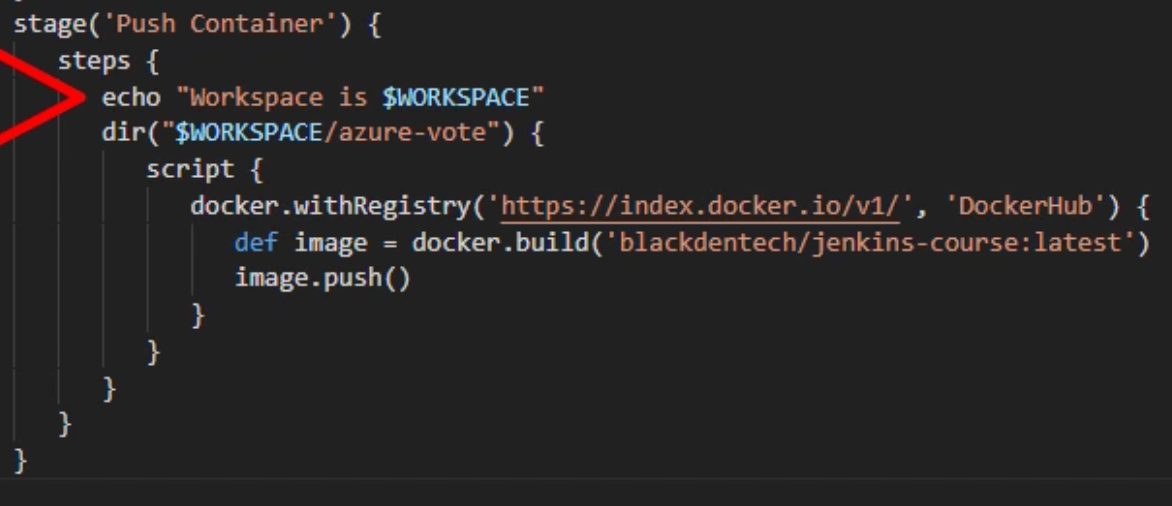 stage('Push Container') {
steps {
echo "Workspace is $WORKSPACE"
dir("$WORKSPACE/azure-vote") {
script {
docker.withRegistry('https://index.docker.io/v1/', 'DockerHub') {
def image = docker.build('blackdentech/jenkins-course:latest')
image.push()
}
}
}
}
}